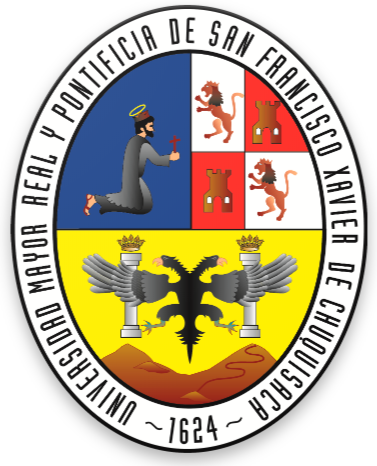 UNIVERSIDAD MAYOR REAL Y PONTIFICIA DE SAN FRANCISCO XAVIER DE CHUQUISACA
~1624~